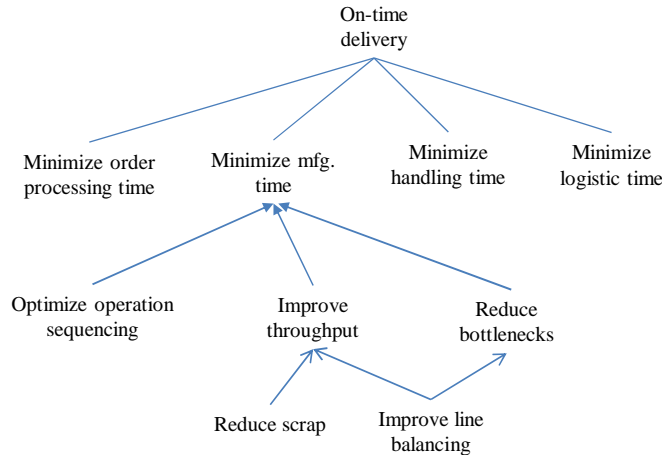 On-time
delivery
Minimize order
processing time
Minimize mfg.
time
Minimize
handling time
Minimize
logistic time
Optimize operation
sequencing
Improve
throughput
Reduce
bottlenecks
Reduce scrap
Improve line
balancing